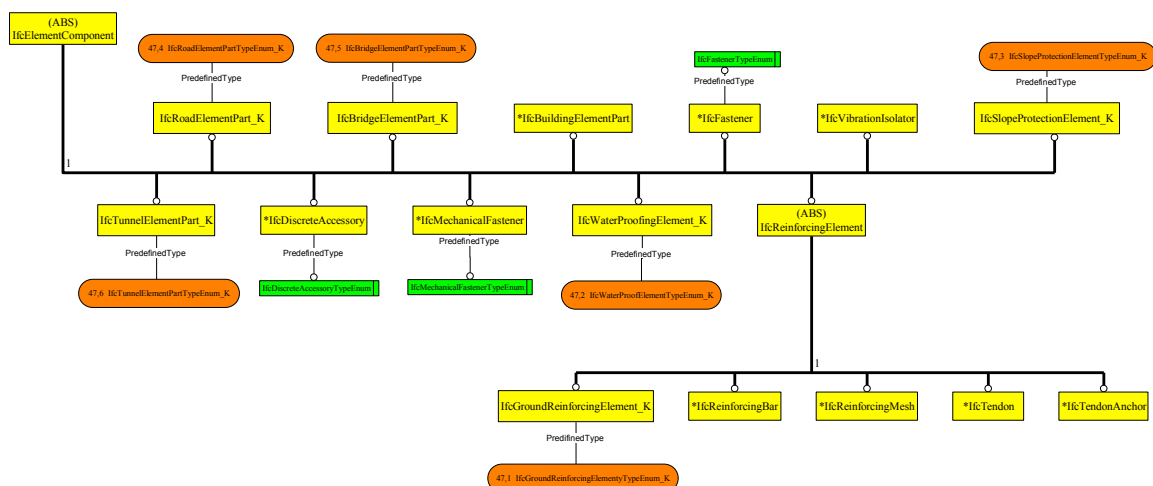 (ABS)
IfcElementComponent
47,4 IfcRoadElementPartTypeEnum_K
47,5 IfcBridgeElementPartTypeEnum_K
IfcFastenerTypeEnum
47,3 IfcSlopeProtectionElementTypeEnum_K
PredefinedType
PredefinedType
PredefinedType
PredefinedType
IfcRoadElementPart_K
IfcBridgeElementPart_K
*IfcBuildingElementPart
*IfcFastener
*IfcVibrationIsolator
IfcSlopeProtectionElement_K
1
IfcTunnelElementPart_K
*IfcDiscreteAccessory
*IfcMechanicalFastener
IfcWaterProofingElement_K
(ABS)
IfcReinforcingElement
PredefinedType
PredefinedType
PredefinedType
PredefinedType
47,6 IfcTunnelElementPartTypeEnum_K
IfcDiscreteAccessoryTypeEnum
IfcMechanicalFastenerTypeEnum
47,2 IfcWaterProofElementTypeEnum_K
1
IfcGroundReinforcingElement_K
*IfcReinforcingBar
*IfcReinforcingMesh
*IfcTendon
*IfcTendonAnchor
PredifinedType
47,1 IfcGroundReinforcingElementyTypeEnum_K